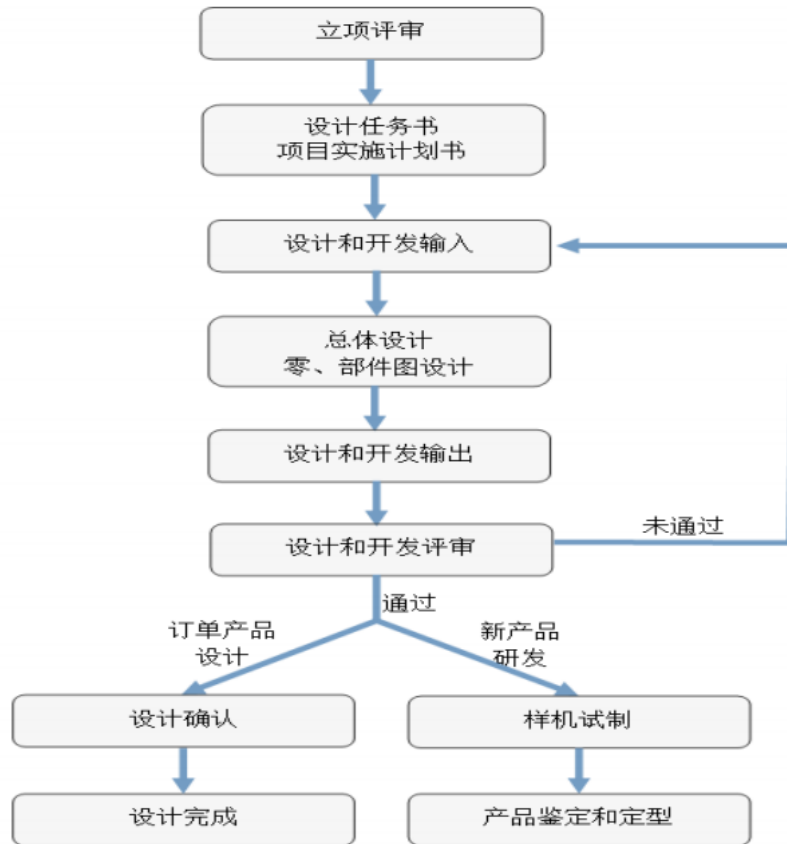 立项评审
设计任务书
项目实施计划书
设计和开发输入
总体设计
零、部件图设计
设计和开发输出
设计和开发评审
未通过
通过
订单产品
设计
新产品
研发
设计确认
样机试制
设计完成
产品鉴定和定型